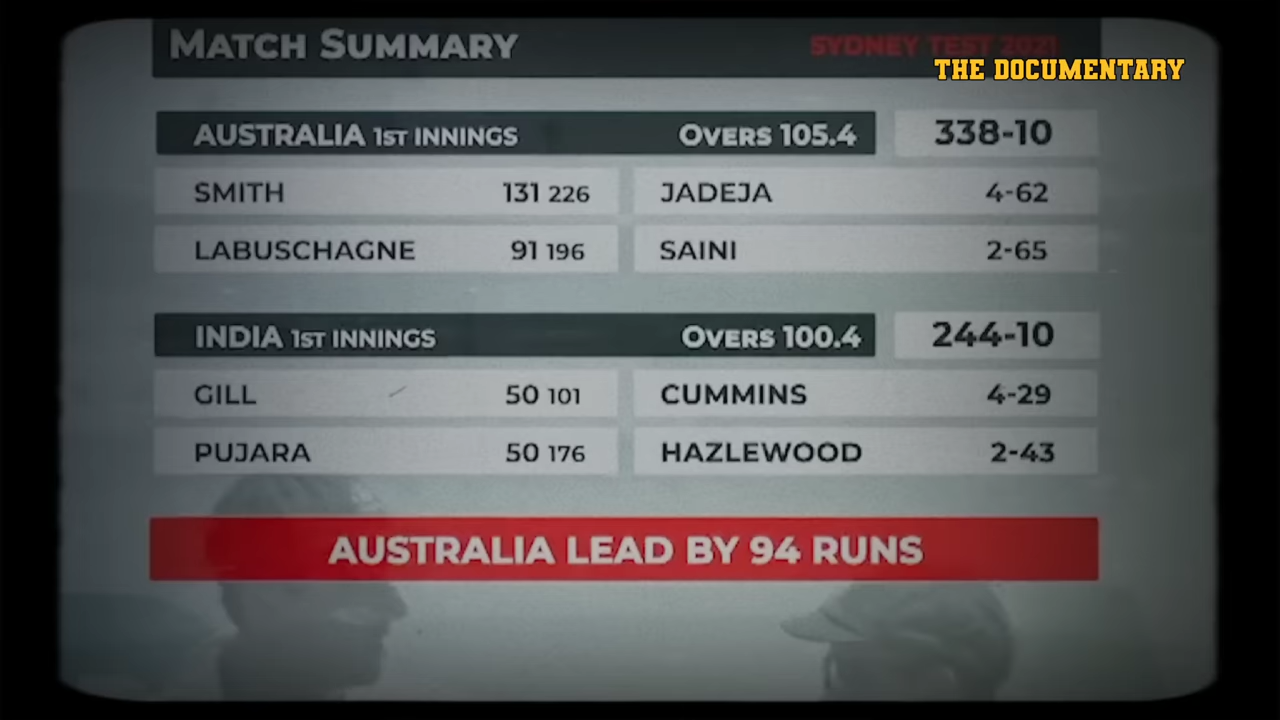 MATCH SUMMARY
SYDNEY TEST 2021
THE DOCUMENTARY
AUSTRALIA 1ST INNINGS OVERS 105.4 338-10
SMITH 131 226 JADEJA 4-62
LABUSCHAGNE 91 196 SAINI 2-65
INDIA 1ST INNINGS OVERS 100.4 244-10
GILL 50 101 CUMMINS 4-29
PUJARA 50 176 HAZLEWOOD 2-43
AUSTRALIA LEAD BY 94 RUNS